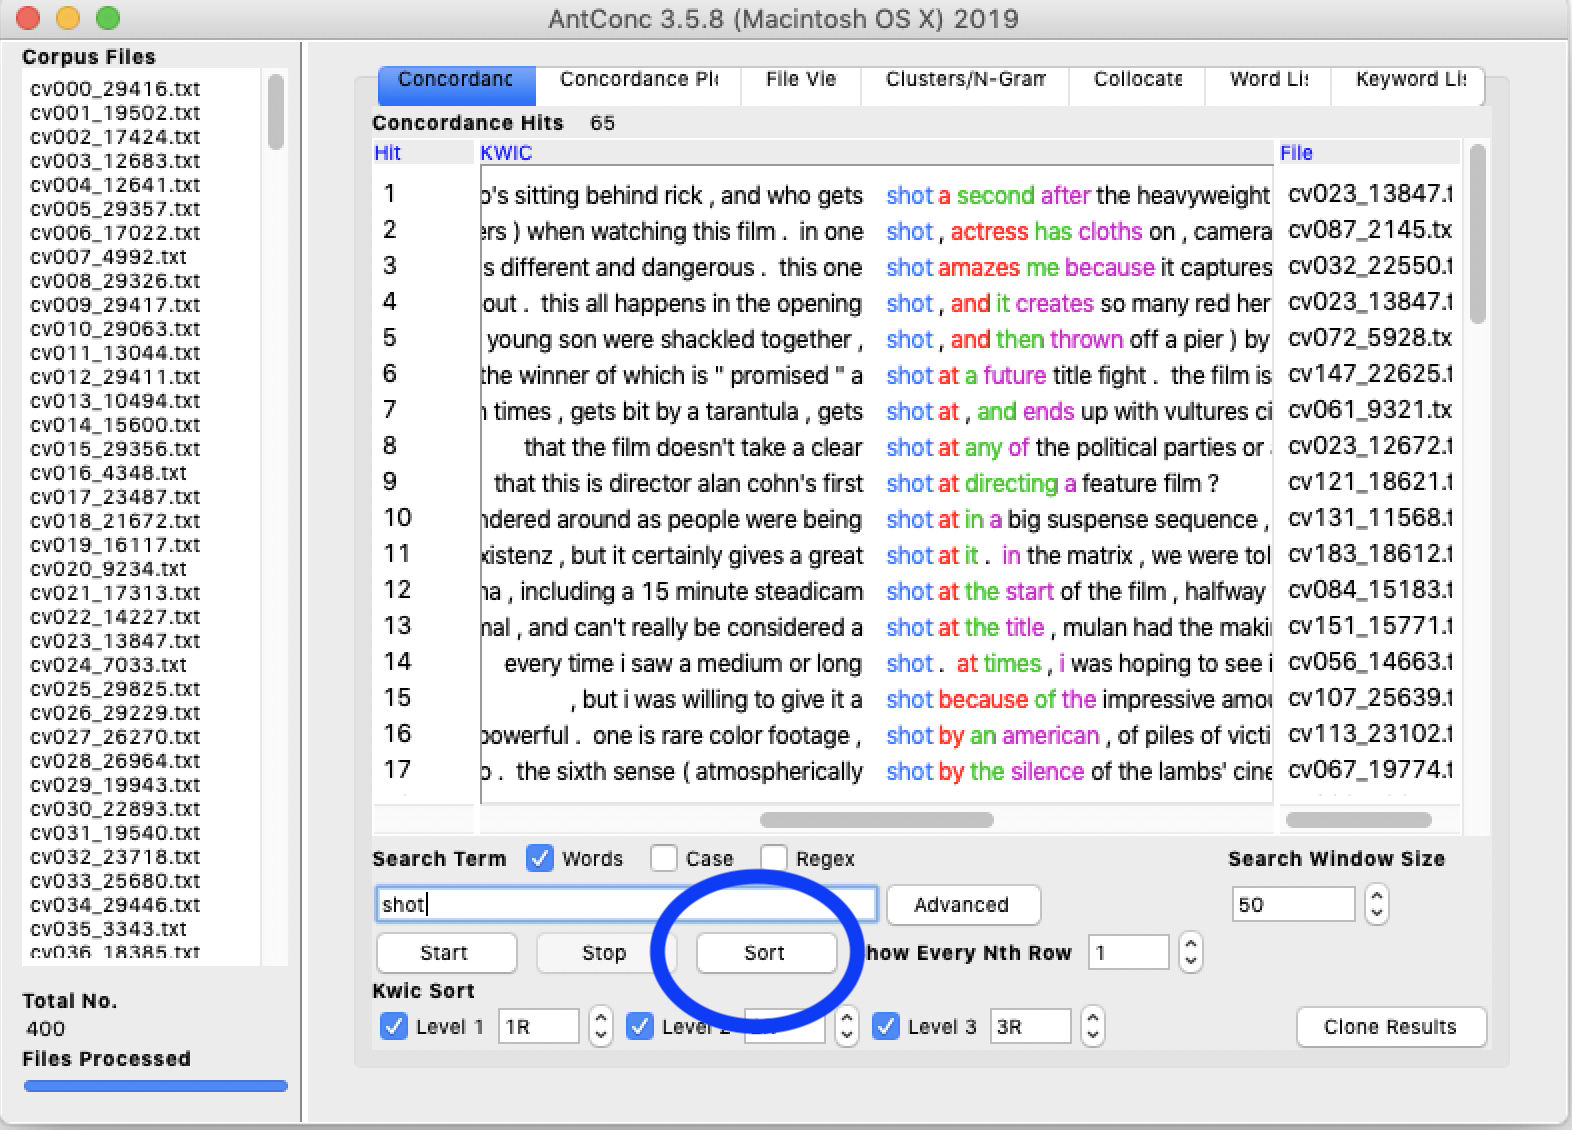 AntConc 3.5.8 (Macintosh OS X) 2019
Corpus Files
cv000_29416.txt
cv001_19502.txt
cv002_17424.txt
cv003_12683.txt
cv004_12641.txt
cv005_29357.txt
cv006_17022.txt
cv007_4992.txt
cv008_29326.txt
cv009_29417.txt
cv010_29063.txt
cv011_13044.txt
cv012_29411.txt
cv013_10494.txt
cv014_15600.txt
cv015_29356.txt
cv016_4348.txt
cv017_23487.txt
cv018_21672.txt
cv019_16117.txt
cv020_9234.txt
cv021_17313.txt
cv022_14227.txt
cv023_13847.txt
cv024_7033.txt
cv025_29825.txt
cv026_29229.txt
cv027_26270.txt
cv028_26964.txt
cv029_19943.txt
cv030_22893.txt
cv031_19540.txt
cv032_23718.txt
cv033_25680.txt
cv034_29446.txt
cv035_3343.txt
cv036_18385.txt
Total No.
400
Files Processed
Concordanc Concordance Pl File Vie Clusters/N-Gram Collocate Word Li Keyword Li
Concordance Hits 65
Hit KWIC File
1 o's sitting behind rick , and who gets shot a second after the heavyweight cv023_13847.t
2 ers ) when watching this film . in one shot , actress has cloths on , camera cv087_2145.tx
3 s different and dangerous . this one shot amazes me because it captures cv032_22550.t
4 out . this all happens in the opening shot , and it creates so many red her cv023_13847.t
5 young son were shackled together , shot , and then thrown off a pier ) by cv072_5928.tx
6 the winner of which is " promised " a shot at a future title fight . the film is cv147_22625.t
7 times , gets bit by a tarantula , gets shot at , and ends up with vultures ci cv061_9321.tx
8 that the film doesn't take a clear shot at any of the political parties or cv023_12672.t
9 that this is director alan cohn's first shot at directing a feature film ? cv121_18621.t
10 ndered around as people were being shot at in a big suspense sequence , cv131_11568.t
11 xistenz , but it certainly gives a great shot at it . in the matrix , we were tol cv183_18612.t
12 na , including a 15 minute steadicam shot at the start of the film , halfway cv084_15183.t
13 nal , and can't really be considered a shot at the title , mulan had the maki cv151_15771.t
14 every time i saw a medium or long shot . at times , i was hoping to see i cv056_14663.t
15 , but i was willing to give it a shot because of the impressive amou cv107_25639.t
16 powerful . one is rare color footage , shot by an american , of piles of victi cv113_23102.t
17 o . the sixth sense ( atmospherically shot by the silence of the lambs' cine cv067_19774.t
Search Term Words Case Regex Search Window Size
shot Advanced 50
Start Stop Sort how Every Nth Row 1
Kwic Sort
Level 1 1R Level 2 Level 3 3R Clone Results